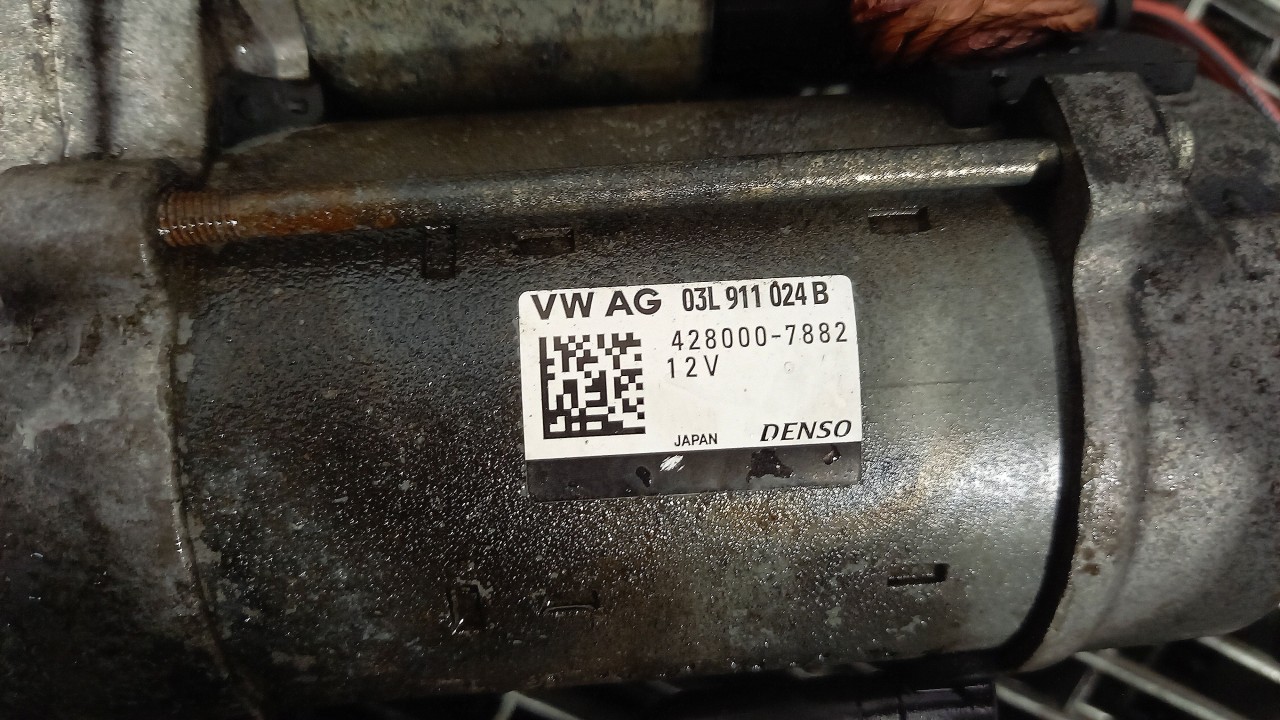 VW AG 03L 911 024 B
428000-7882
12V
JAPAN DENSO